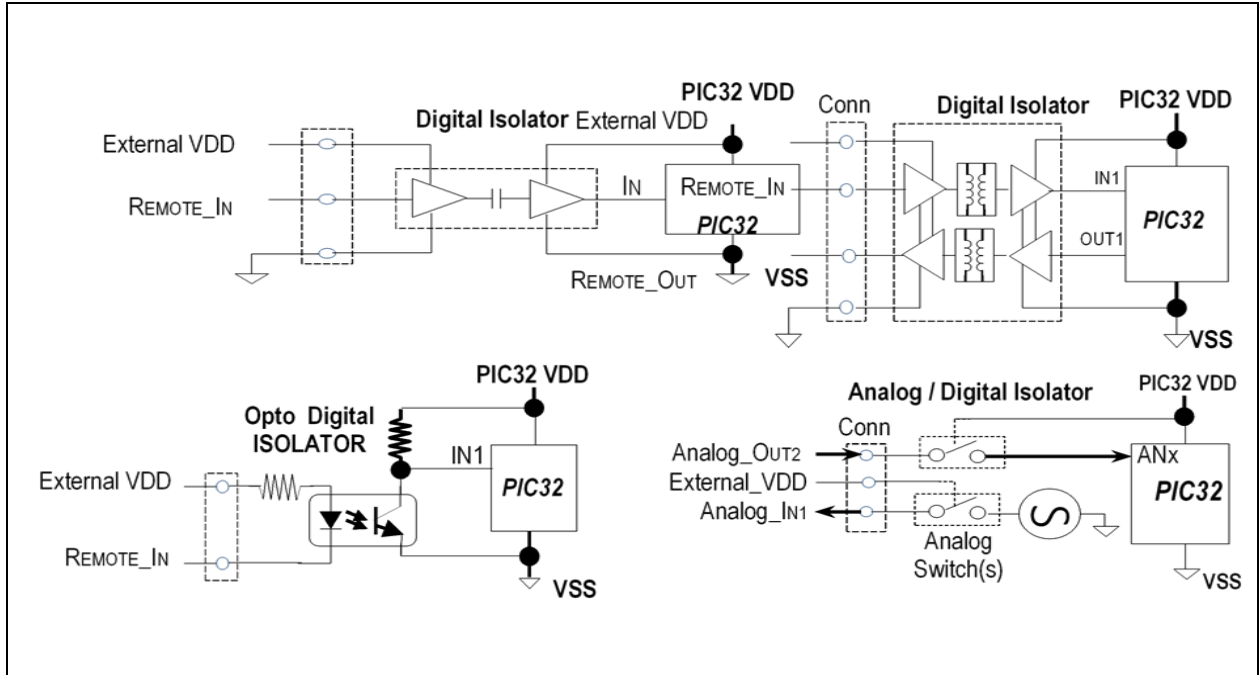 PIC32 VDD
Digital Isolator External VDD
External VDD
REMOTE_IN
IN
REMOTE_IN
PIC32
REMOTE_OUT
VSS
Conn
Digital Isolator
PIC32 VDD
IN1
OUT1
PIC32
VSS
PIC32 VDD
Opto Digital
ISOLATOR
IN1
External VDD
PIC32
REMOTE_IN
VSS
PIC32 VDD
Analog / Digital Isolator
Conn
Analog_OUT2
External_VDD
Analog_IN1
ANx
PIC32
Analog
Switch(s)
VSS